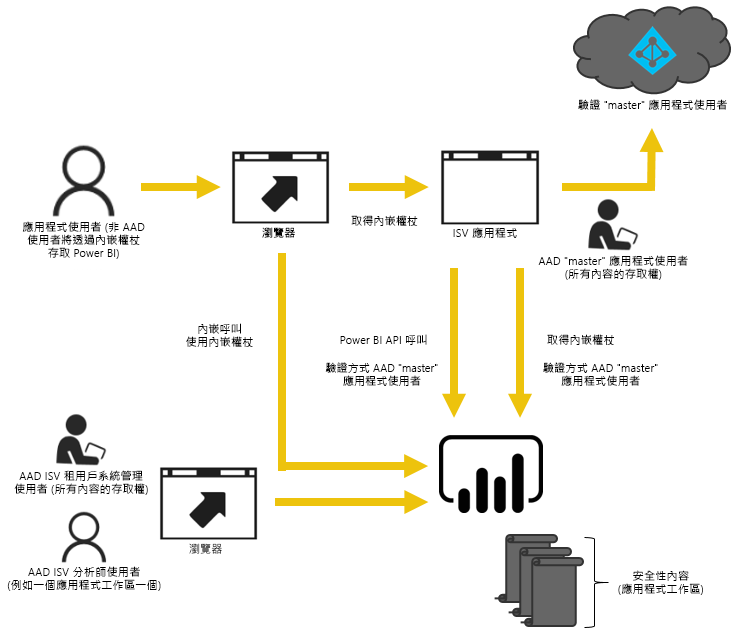 驗證 "master" 應用程式使用者
應用程式使用者 (非 AAD
使用者將透過內嵌權杖
存取 Power BI)
瀏覽器
取得內嵌權杖
ISV 應用程式
AAD "master" 應用程式使用者
(所有內容的存取權)
內嵌呼叫
使用內嵌權杖
Power BI API 呼叫
驗證方式 AAD "master"
應用程式使用者
取得內嵌權杖
驗證方式 AAD "master"
應用程式使用者
AAD ISV 租用戶系統管理
使用者 (所有內容的存取權)
瀏覽器
AAD ISV 分析師使用者
(例如一個應用程式工作區一個)
安全性內容
(應用程式工作區)